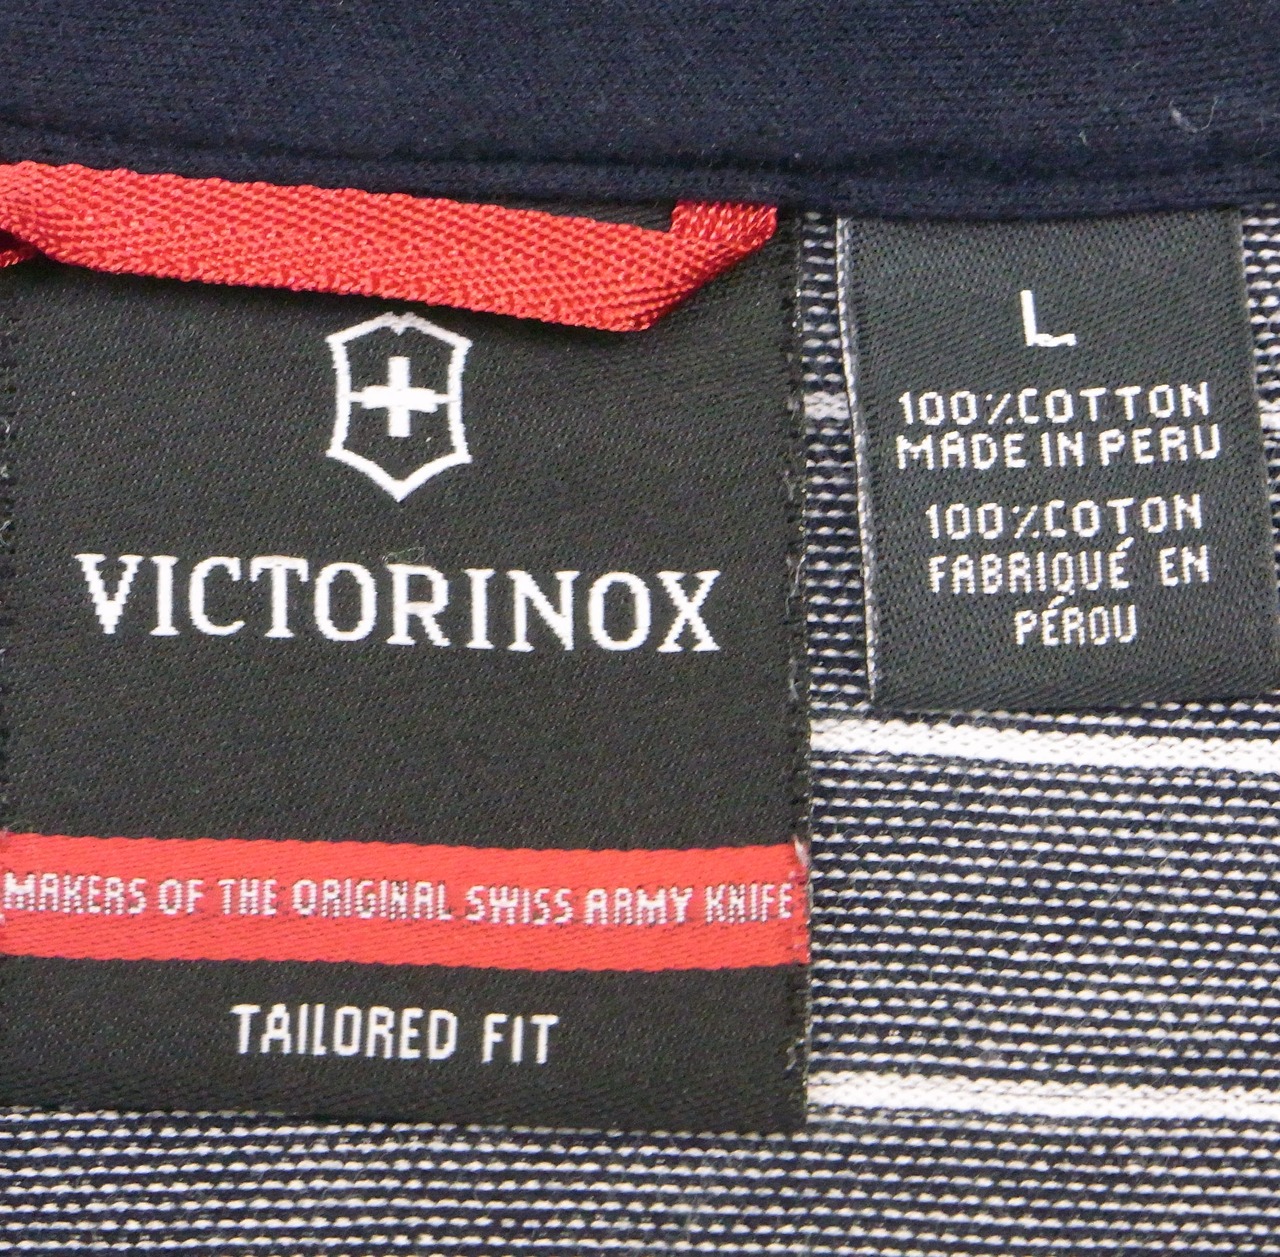 VICTORINOX
MAKERS OF THE ORIGINAL SWISS ARMY KNIFE
TAILORED FIT
L
100%COTTON
MADE IN PERU
100%COTON
FABRIQUÉ EN
PÉROU